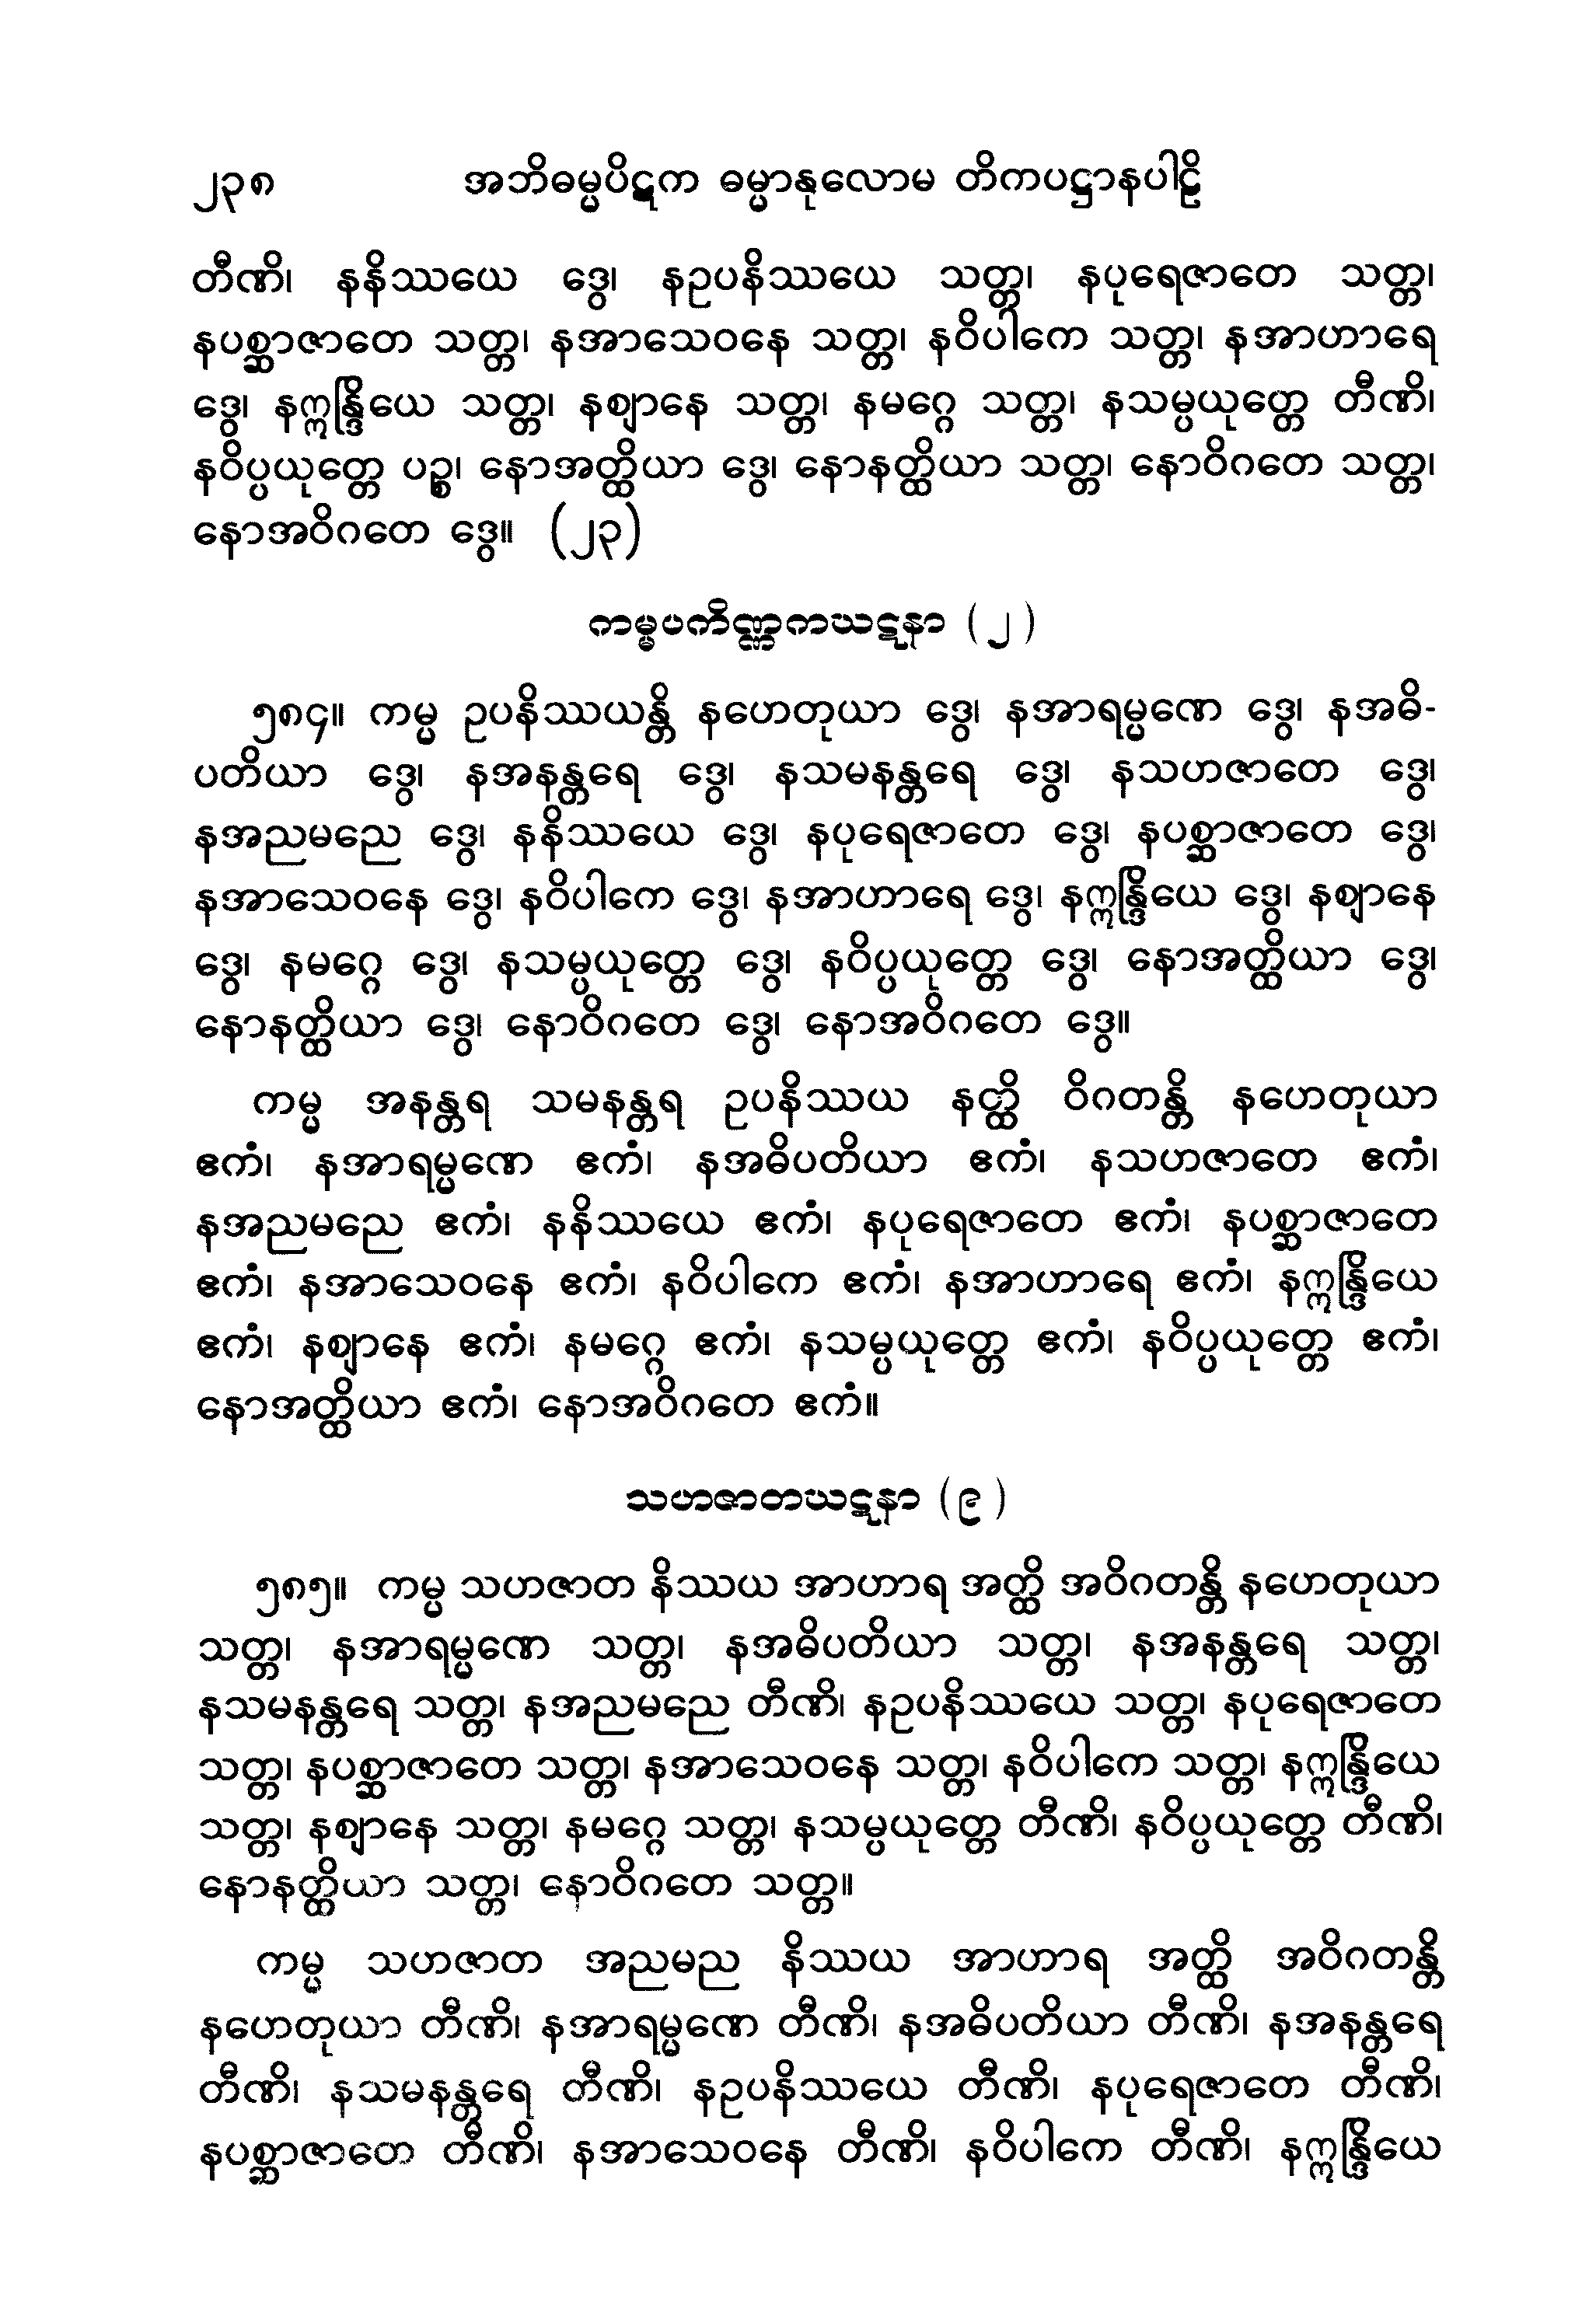 ၂၃၈ အဘိဓမ္မပိဋက ဓမ္မာနုလောမ တိကပဋ္ဌာနပါဠိ
တီဏိ၊ နနိဿယေ ဒွေ၊ နဥပနိဿယေ သတ္တ၊ နပုရေဇာတေ သတ္တ၊
နပစ္ဆာဇာတေ သတ္တ၊ နအာသေဝနေ သတ္တ၊ နဝိပါကေ သတ္တ၊ နအာဟာရေ
ဒွေ၊ နဣန္ဒြိယေ သတ္တ၊ နဈာနေ သတ္တ၊ နမဂ္ဂေ သတ္တ၊ နသမ္ပယုတ္တေ တီဏိ၊
နဝိပ္ပယုတ္တေ ပဉ္စ၊ နောအတ္ထိယာ ဒွေ၊ နောနတ္ထိယာ သတ္တ၊ နောဝိဂတေ သတ္တ၊
နောအဝိဂတေ ဒွေ။ (၂၃)
ကမ္မပကိဏ္ဏကဃဋနာ (၂)
၅၈၄။ ကမ္မ ဥပနိဿယန္တိ နဟေတုယာ ဒွေ၊ နအာရမ္မဏေ ဒွေ၊ နအဓိ-
ပတိယာ ဒွေ၊ နအနန္တရေ ဒွေ၊ နသမနန္တရေ ဒွေ၊ နသဟဇာတေ ဒွေ၊
နအညမညေ ဒွေ၊ နနိဿယေ ဒွေ၊ နပုရေဇာတေ ဒွေ၊ နပစ္ဆာဇာတေ ဒွေ၊
နအာသေဝနေ ဒွေ၊ နဝိပါကေ ဒွေ၊ နအာဟာရေ ဒွေ၊ နဣန္ဒြိယေ ဒွေ၊ နဈာနေ
ဒွေ၊ နမဂ္ဂေ ဒွေ၊ နသမ္ပယုတ္တေ ဒွေ၊ နဝိပ္ပယုတ္တေ ဒွေ၊ နောအတ္ထိယာ ဒွေ၊
နောနတ္ထိယာ ဒွေ၊ နောဝိဂတေ ဒွေ၊ နောအဝိဂတေ ဒွေ။
ကမ္မ အနန္တရ သမနန္တရ ဥပနိဿယ နတ္ထိ ဝိဂတန္တိ နဟေတုယာ
ဧကံ၊ နအာရမ္မဏေ ဧကံ၊ နအဓိပတိယာ ဧကံ၊ နသဟဇာတေ ဧကံ၊
နအညမညေ ဧကံ၊ နနိဿယေ ဧကံ၊ နပုရေဇာတေ ဧကံ၊ နပစ္ဆာဇာတေ
ဧကံ၊ နအာသေဝနေ ဧကံ၊ နဝိပါကေ ဧကံ၊ နအာဟာရေ ဧကံ၊ နဣန္ဒြိယေ
ဧကံ၊ နဈာနေ ဧကံ၊ နမဂ္ဂေ ဧကံ၊ နသမ္ပယုတ္တေ ဧကံ၊ နဝိပ္ပယုတ္တေ ဧကံ၊
နောအတ္ထိယာ ဧကံ၊ နောအဝိဂတေ ဧကံ။
သဟဇာတဃဋနာ (၉)
၅၈၅။ ကမ္မ သဟဇာတ နိဿယ အာဟာရ အတ္ထိ အဝိဂတန္တိ နဟေတုယာ
သတ္တ၊ နအာရမ္မဏေ သတ္တ၊ နအဓိပတိယာ သတ္တ၊ နအနန္တရေ သတ္တ၊
နသမနန္တရေ သတ္တ၊ နအညမညေ တီဏိ၊ နဥပနိဿယေ သတ္တ၊ နပုရေဇာတေ
သတ္တ၊ နပစ္ဆာဇာတေ သတ္တ၊ နအာသေဝနေ သတ္တ၊ နဝိပါကေ သတ္တ၊ နဣန္ဒြိယေ
သတ္တ၊ နဈာနေ သတ္တ၊ နမဂ္ဂေ သတ္တ၊ နသမ္ပယုတ္တေ တီဏိ၊ နဝိပ္ပယုတ္တေ တီဏိ၊
နောနတ္ထိယာ သတ္တ၊ နောဝိဂတေ သတ္တ။
ကမ္မ သဟဇာတ အညမည နိဿယ အာဟာရ အတ္ထိ အဝိဂတန္တိ
နဟေတုယာ တီဏိ၊ နအာရမ္မဏေ တီဏိ၊ နအဓိပတိယာ တီဏိ၊ နအနန္တရေ
တီဏိ၊ နသမနန္တရေ တီဏိ၊ နဥပနိဿယေ တီဏိ၊ နပုရေဇာတေ တီဏိ၊
နပစ္ဆာဇာတေ တီဏိ၊ နအာသေဝနေ တီဏိ၊ နဝိပါကေ တီဏိ၊ နဣန္ဒြိယေ